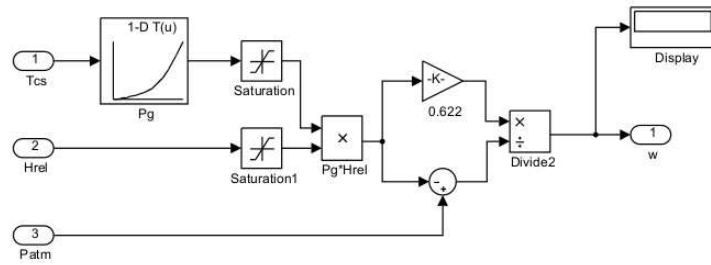 1-D T(u)
1
Tcs
Pg
Saturation
-K-
0.622
Display
2
Hrel
Saturation1
×
Pg*Hrel
×
÷
Divide2
1
w
-
+
3
Patm